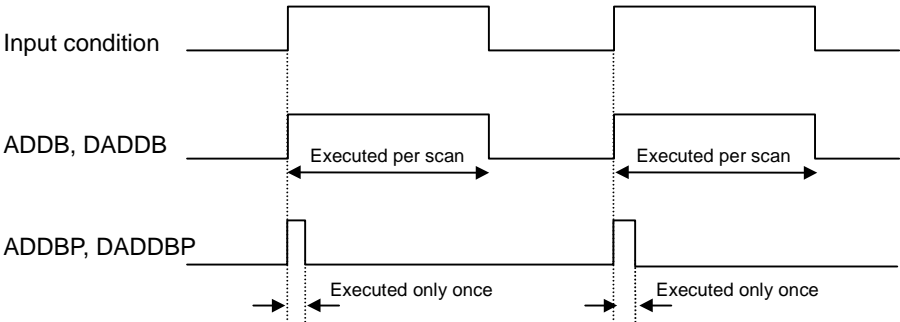 Input condition
ADDB, DADDB
Executed per scan
Executed per scan
ADDBP, DADDBP
Executed only once
Executed only once